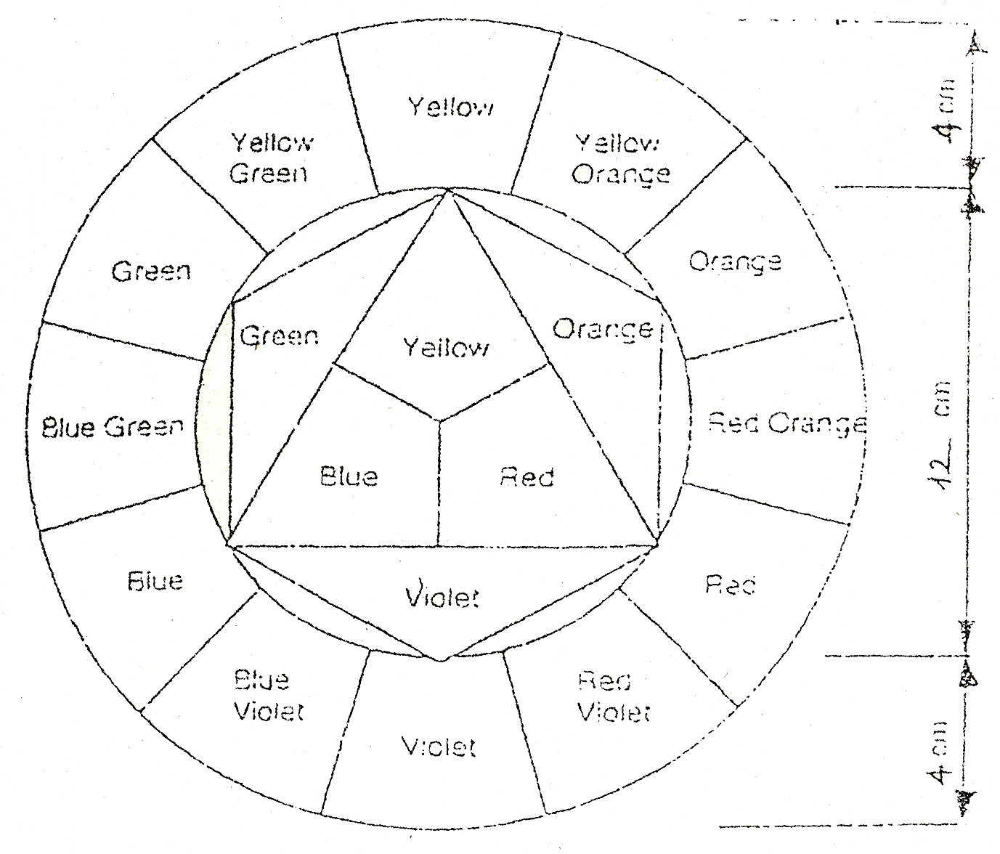 Yellow
Yellow
Green
Yellow
Orange
4 cm
Green
Orange
Green
Yellow
Orange
Blue Green
Red Orange
12 cm
Blue
Red
Blue
Violet
Red
Blue
Violet
Red
Violet
Violet
4 cm